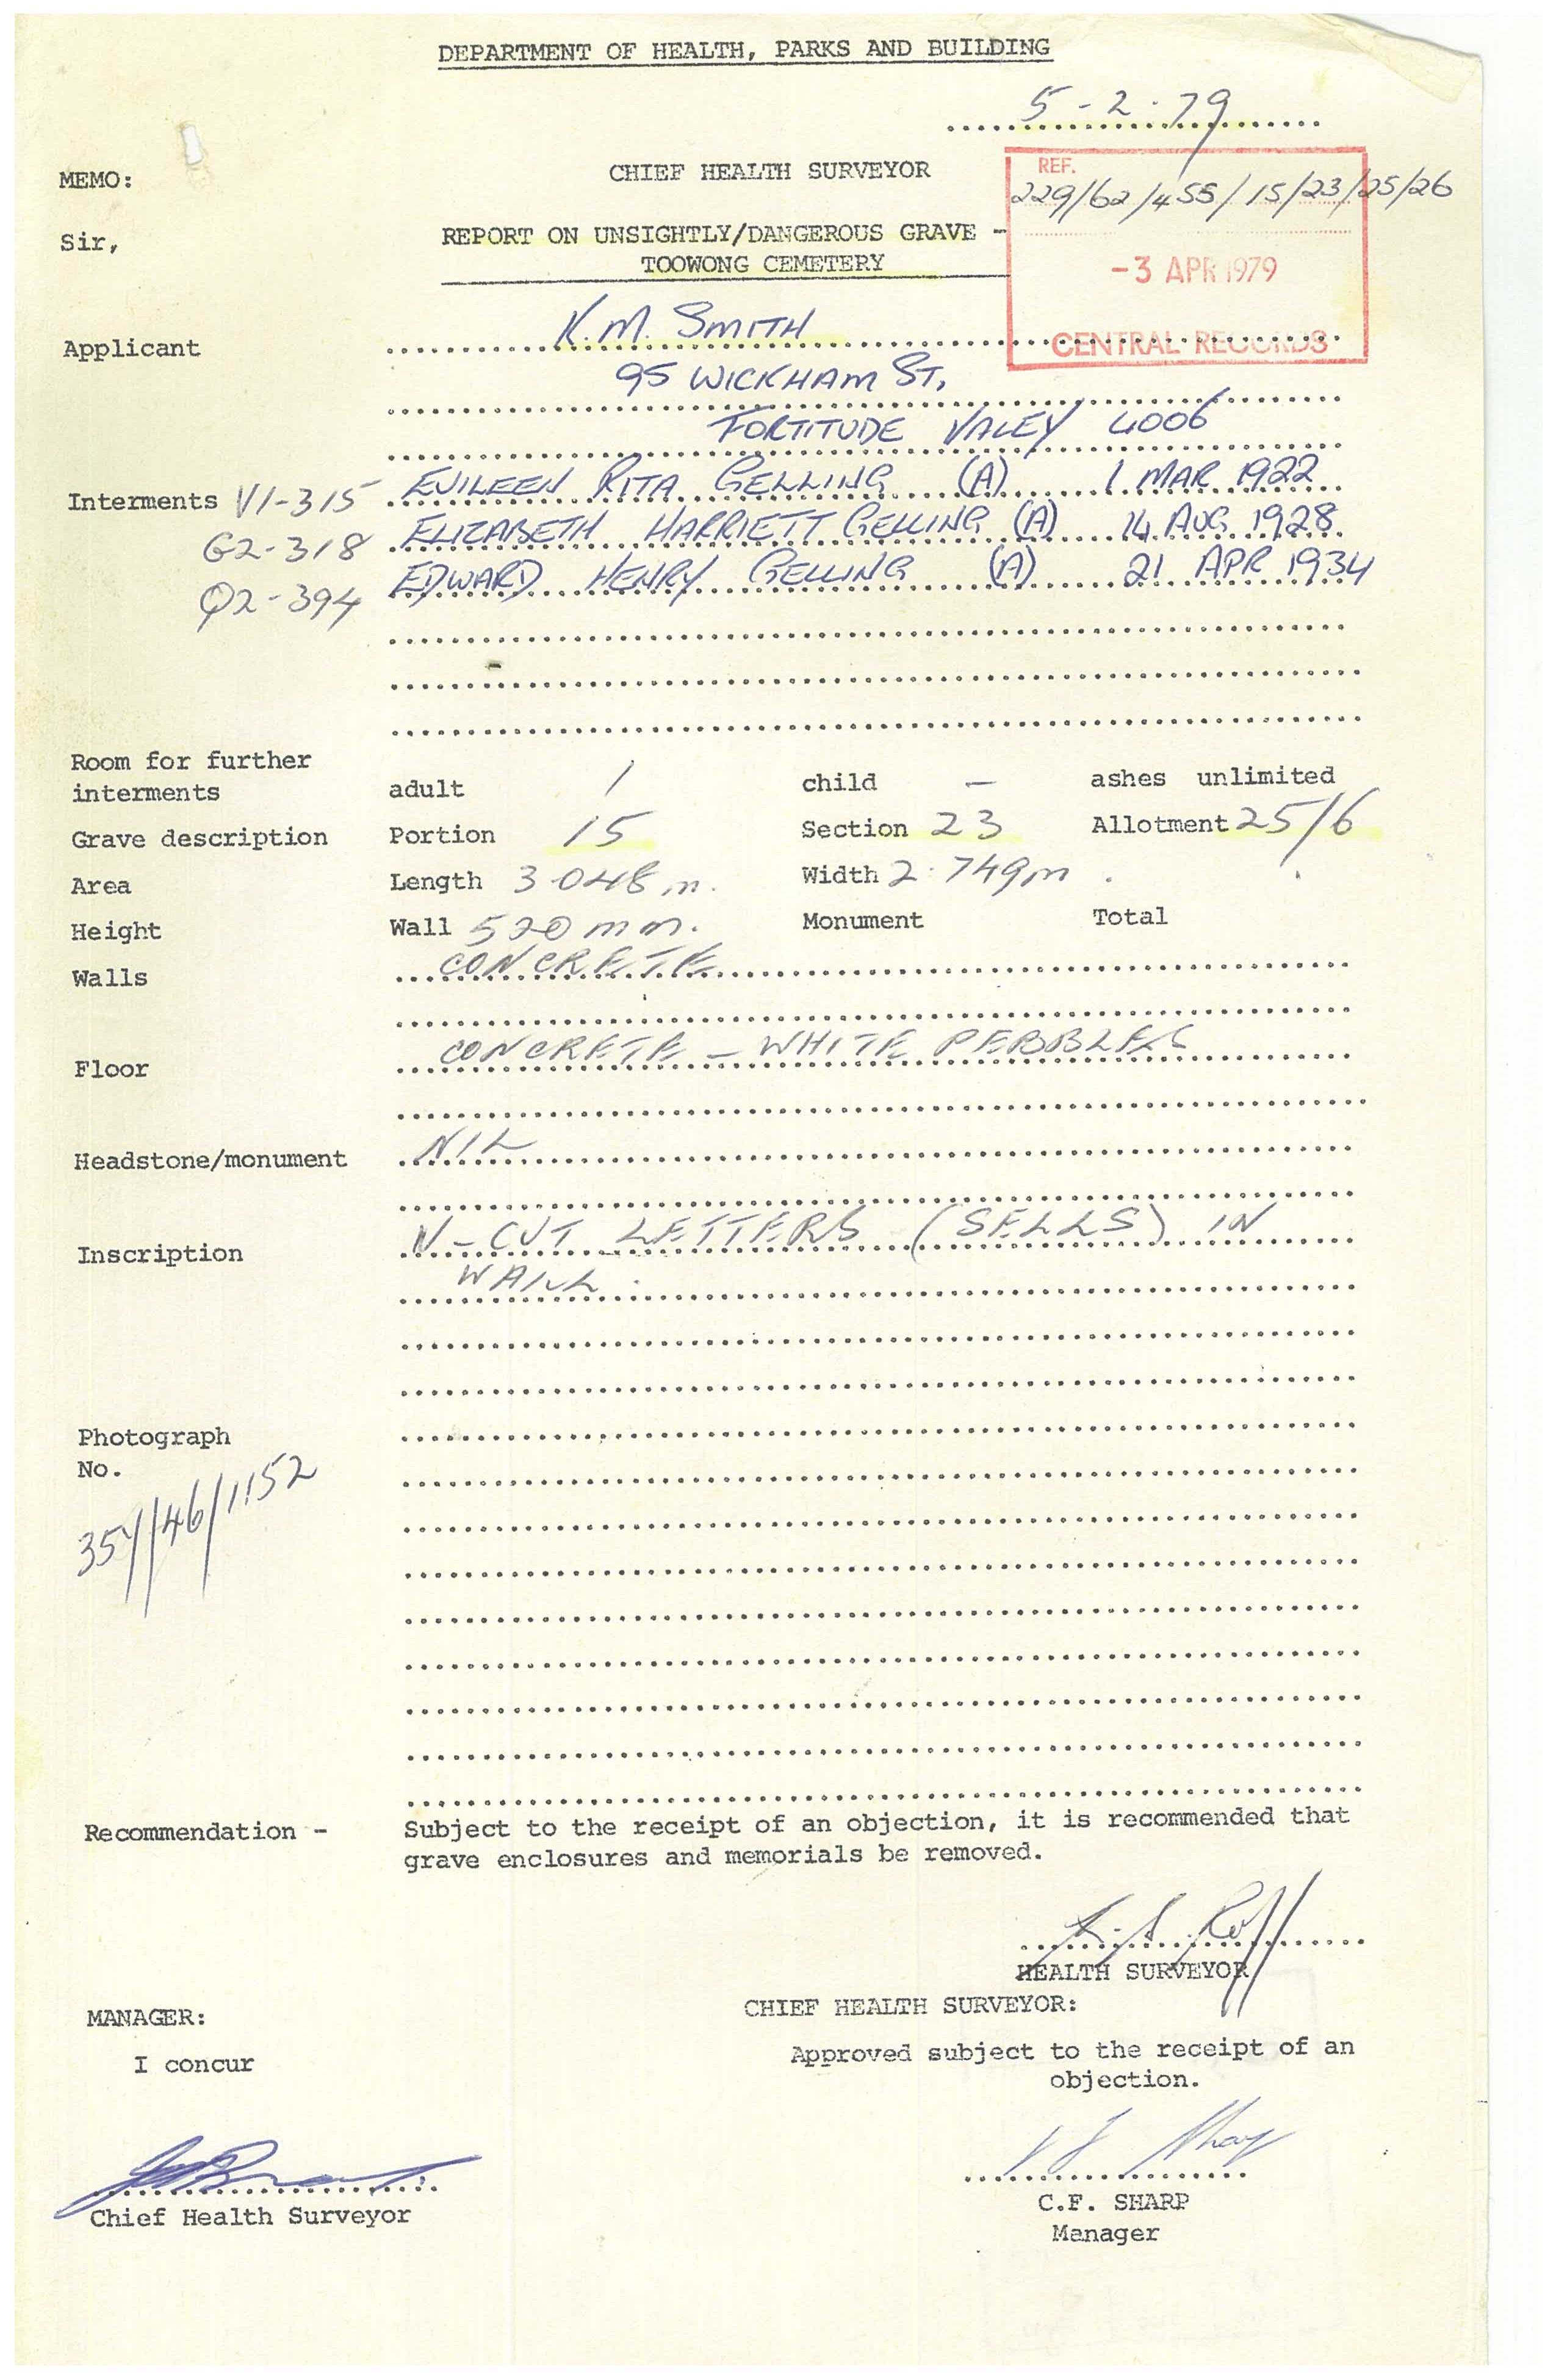 DEPARTMENT OF HEALTH, PARKS AND BUILDING
5-2-79
MEMO: CHIEF HEALTH SURVEYOR
REF.
229/62/455/15/23/25/26
Sir, REPORT ON UNSIGHTLY/DANGEROUS GRAVE -
TOOWONG CEMETERY
-3 APR 1979
CENTRAL RECORDS
Applicant K.M. SMITH
95 WICKHAM ST,
FORTITUDE VALEY 4006
Interments V1-315 EVILEEN RITA GELLING (A) 1 MAR 1922
G2-318 ELIZABETH HARRIETT GELLING (A) 14 AUG 1928
Q2-394 EDWARD HENRY GELLING (A) 21 APR 1934
Room for further
interments adult 1 child - ashes unlimited
Grave description Portion 15 Section 23 Allotment 25/6
Area Length 3.048 m. Width 2.749m.
Height Wall 520 mm. Monument Total
Walls CONCRETE
Floor CONCRETE - WHITE PEBBLES
Headstone/monument NIL
Inscription V-CUT LETTERS (SELLS) IN
WALL.
Photograph
No.
357/46/1152
Recommendation - Subject to the receipt of an objection, it is recommended that
grave enclosures and memorials be removed.
HEALTH SURVEYOR
MANAGER: CHIEF HEALTH SURVEYOR:
I concur Approved subject to the receipt of an
objection.
Chief Health Surveyor C.F. SHARP
Manager